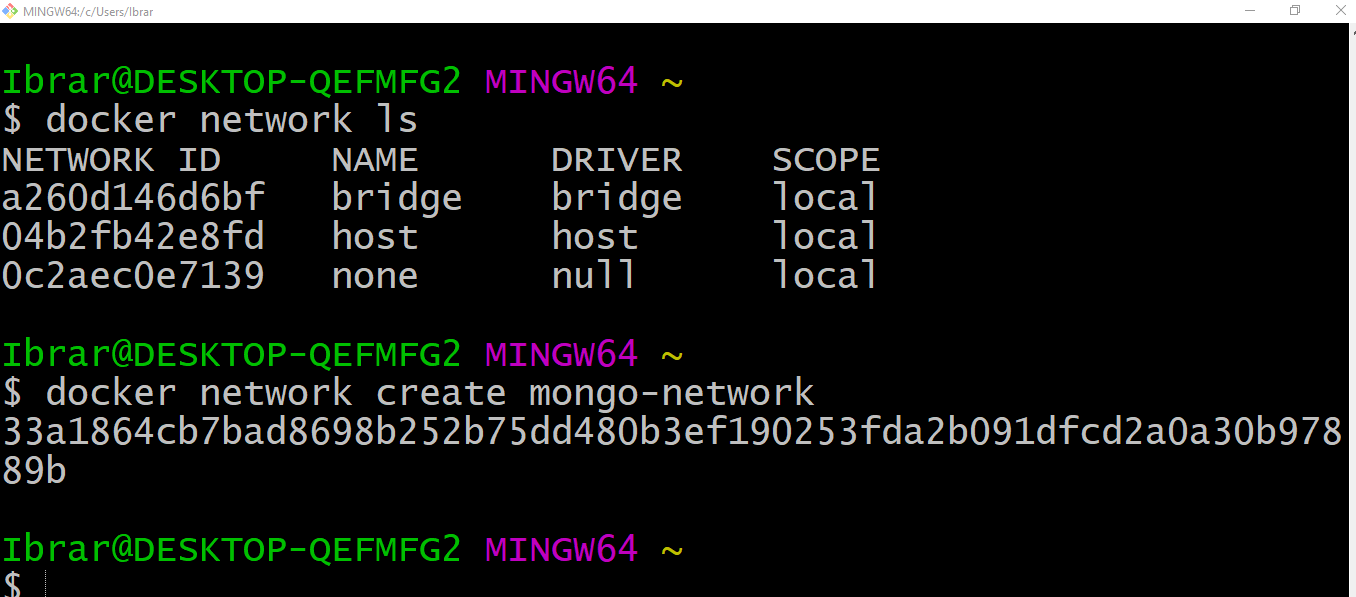 MINGW64:/c/Users/Ibrar
Ibrar@DESKTOP-QEFMFG2 MINGW64 ~
$ docker network ls
NETWORK ID     NAME      DRIVER    SCOPE
a260d146d6bf   bridge    bridge    local
04b2fb42e8fd   host      host      local
0c2aec0e7139   none      null      local
Ibrar@DESKTOP-QEFMFG2 MINGW64 ~
$ docker network create mongo-network
33a1864cb7bad8698b252b75dd480b3ef190253fda2b091dfcd2a0a30b978
89b
Ibrar@DESKTOP-QEFMFG2 MINGW64 ~
$